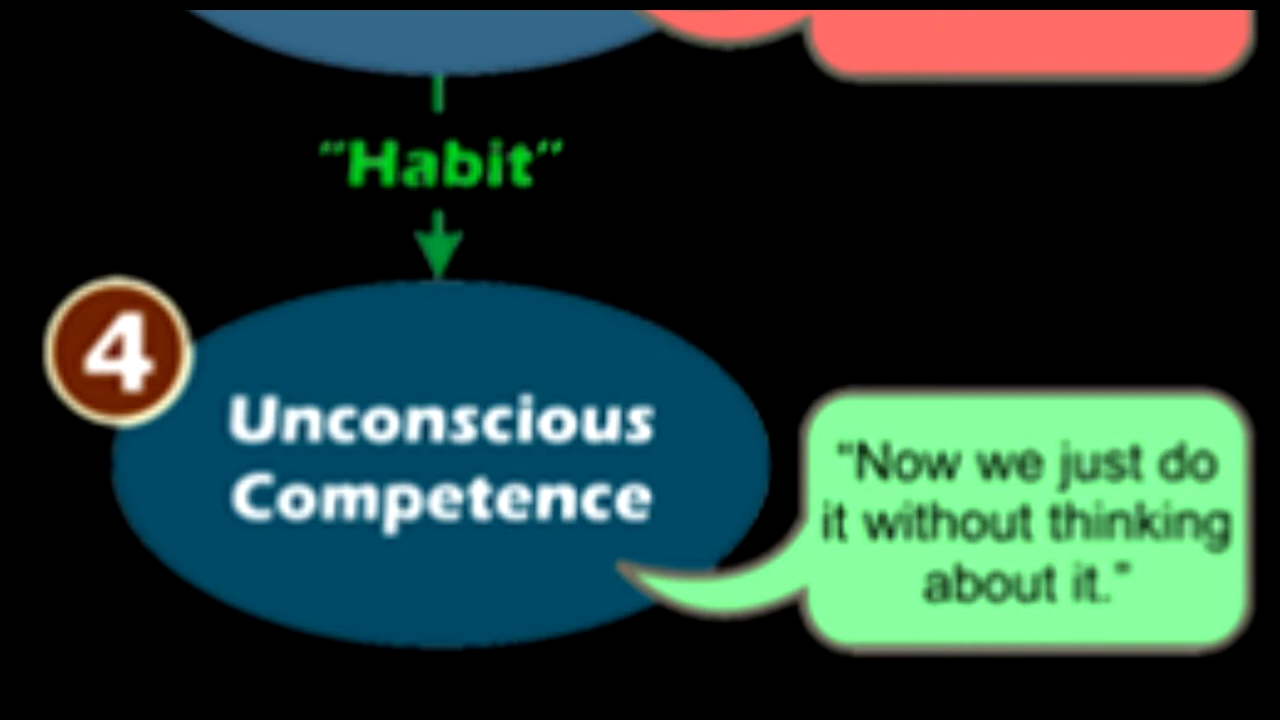 “Habit”
4
Unconscious
Competence
“Now we just do
it without thinking
about it.”